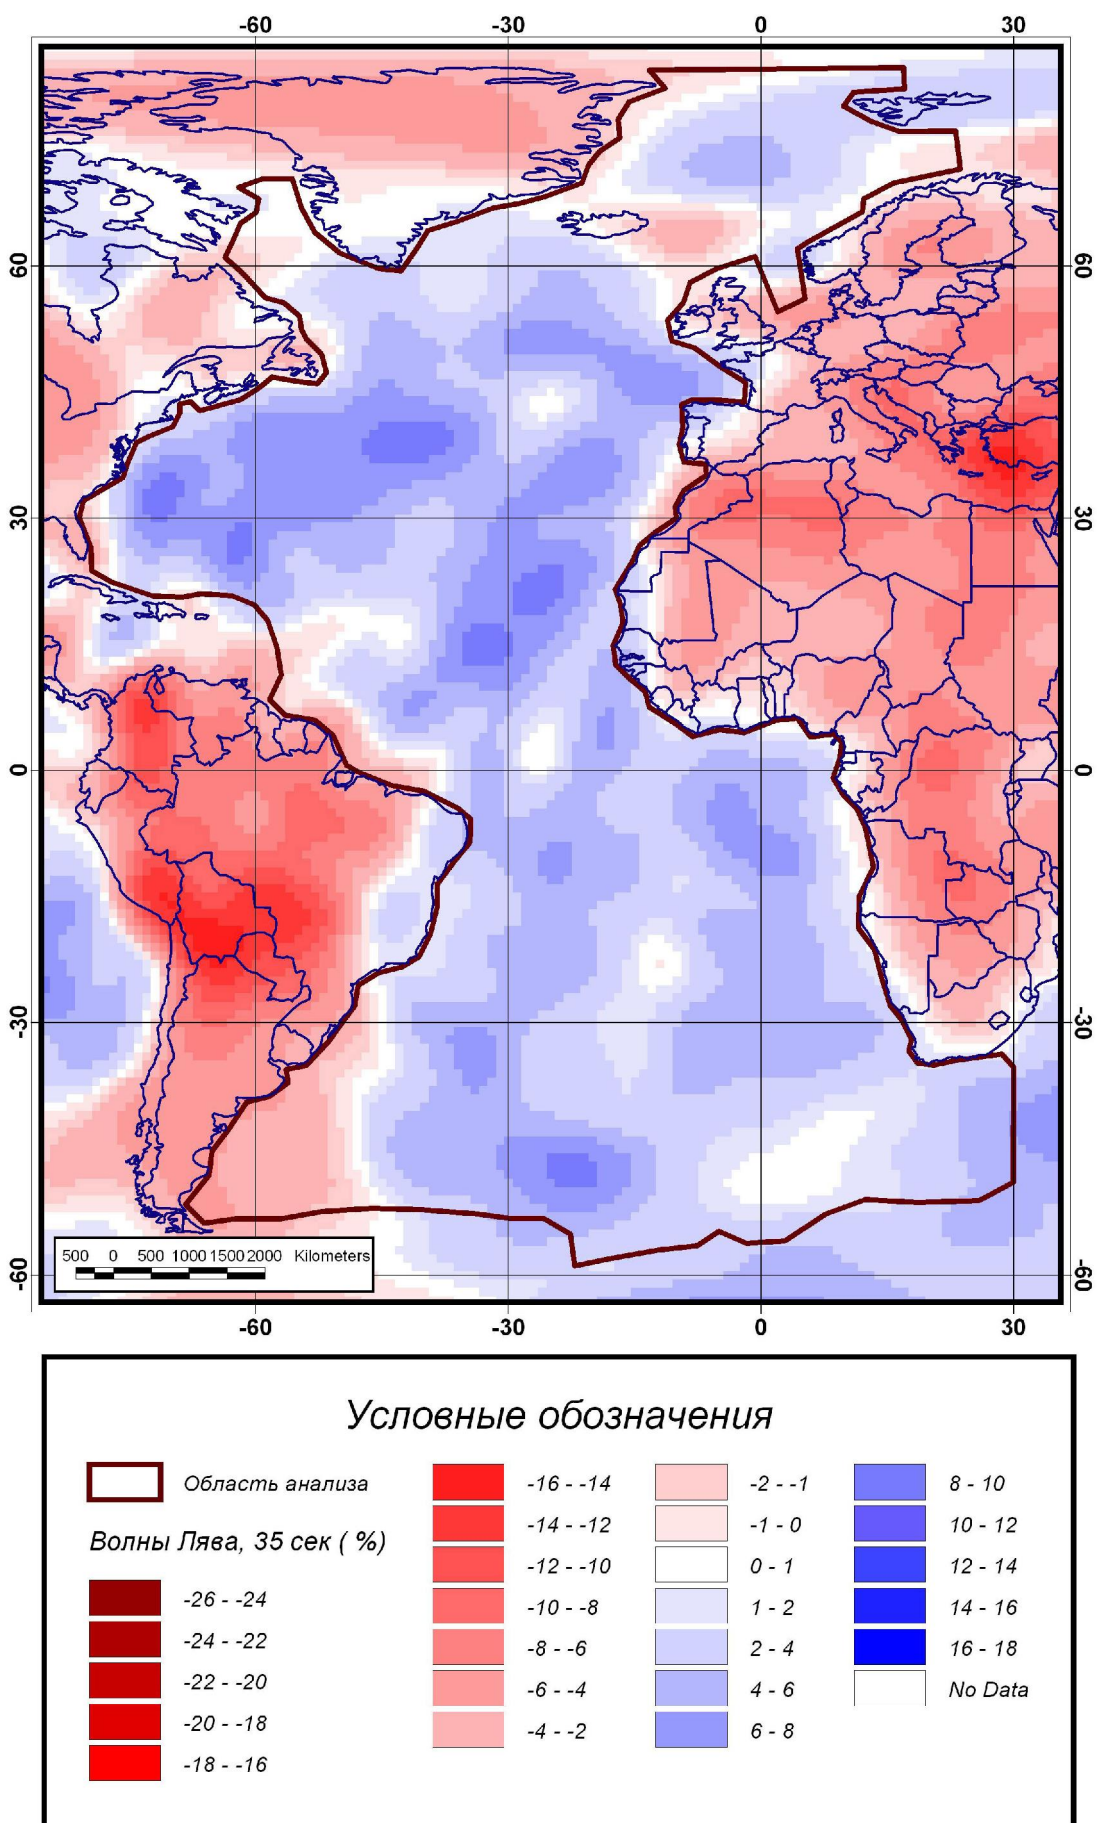 -60 -30 0 30
60 60
30 30
0 0
-30 -30
500 0 500 1000 1500 2000 Kilometers
-60 -60
-60 -30 0 30
Условные обозначения
Область анализа
Волны Лява, 35 сек ( %)
-26 - -24
-24 - -22
-22 - -20
-20 - -18
-18 - -16
-16 - -14
-14 - -12
-12 - -10
-10 - -8
-8 - -6
-6 - -4
-4 - -2
-2 - -1
-1 - 0
0 - 1
1 - 2
2 - 4
4 - 6
6 - 8
8 - 10
10 - 12
12 - 14
14 - 16
16 - 18
No Data